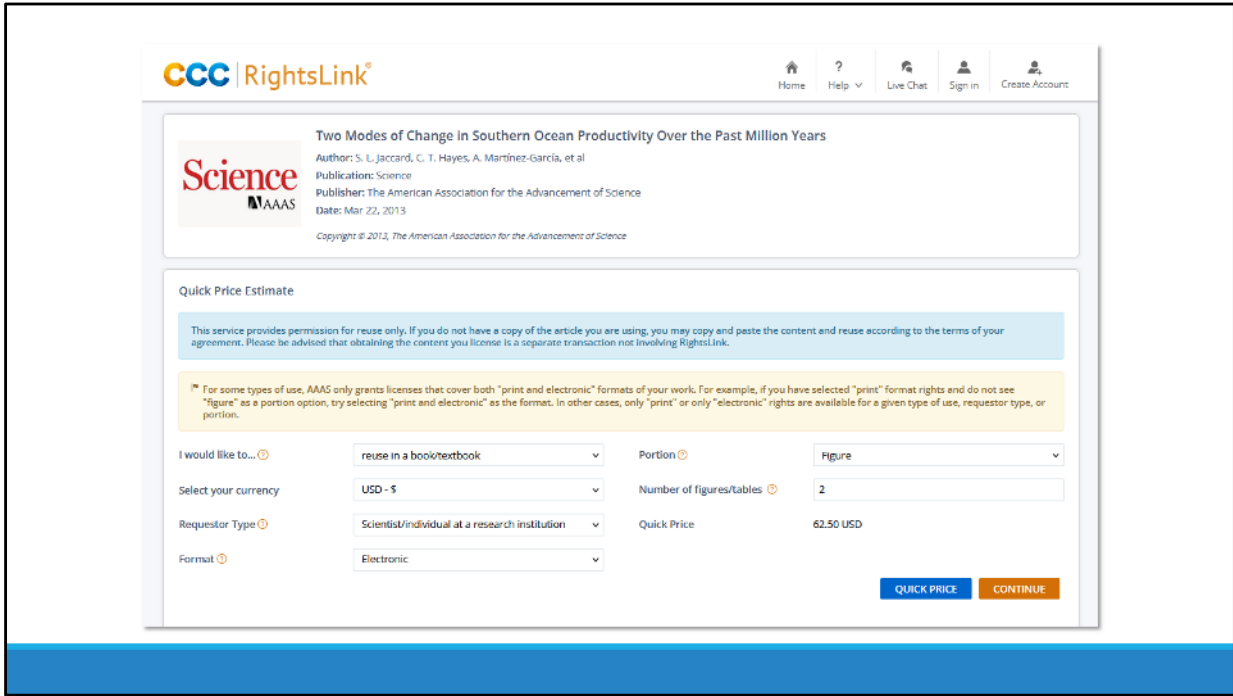 CCC RightsLink®
Home
Help
Live Chat
Sign in
Create Account
Science
AAAS
Two Modes of Change in Southern Ocean Productivity Over the Past Million Years
Author: S. L. Jaccard, C. T. Hayes, A. Martínez-García, et al
Publication: Science
Publisher: The American Association for the Advancement of Science
Date: Mar 22, 2013
Copyright © 2013, The American Association for the Advancement of Science
Quick Price Estimate
This service provides permission for reuse only. If you do not have a copy of the article you are using, you may copy and paste the content and reuse according to the terms of your
agreement. Please be advised that obtaining the content you license is a separate transaction not involving RightsLink.
For some types of use, AAAS only grants licenses that cover both "print and electronic" formats of your work. For example, if you have selected "print" format rights and do not see
"figure" as a portion option, try selecting "print and electronic" as the format. In other cases, only "print" or only "electronic" rights are available for a given type of use, requestor type, or
portion.
I would like to... ? reuse in a book/textbook
Portion ? Figure
Select your currency USD - $
Number of figures/tables ? 2
Requestor Type ? Scientist/individual at a research institution
Quick Price 62.50 USD
Format ? Electronic
QUICK PRICE
CONTINUE